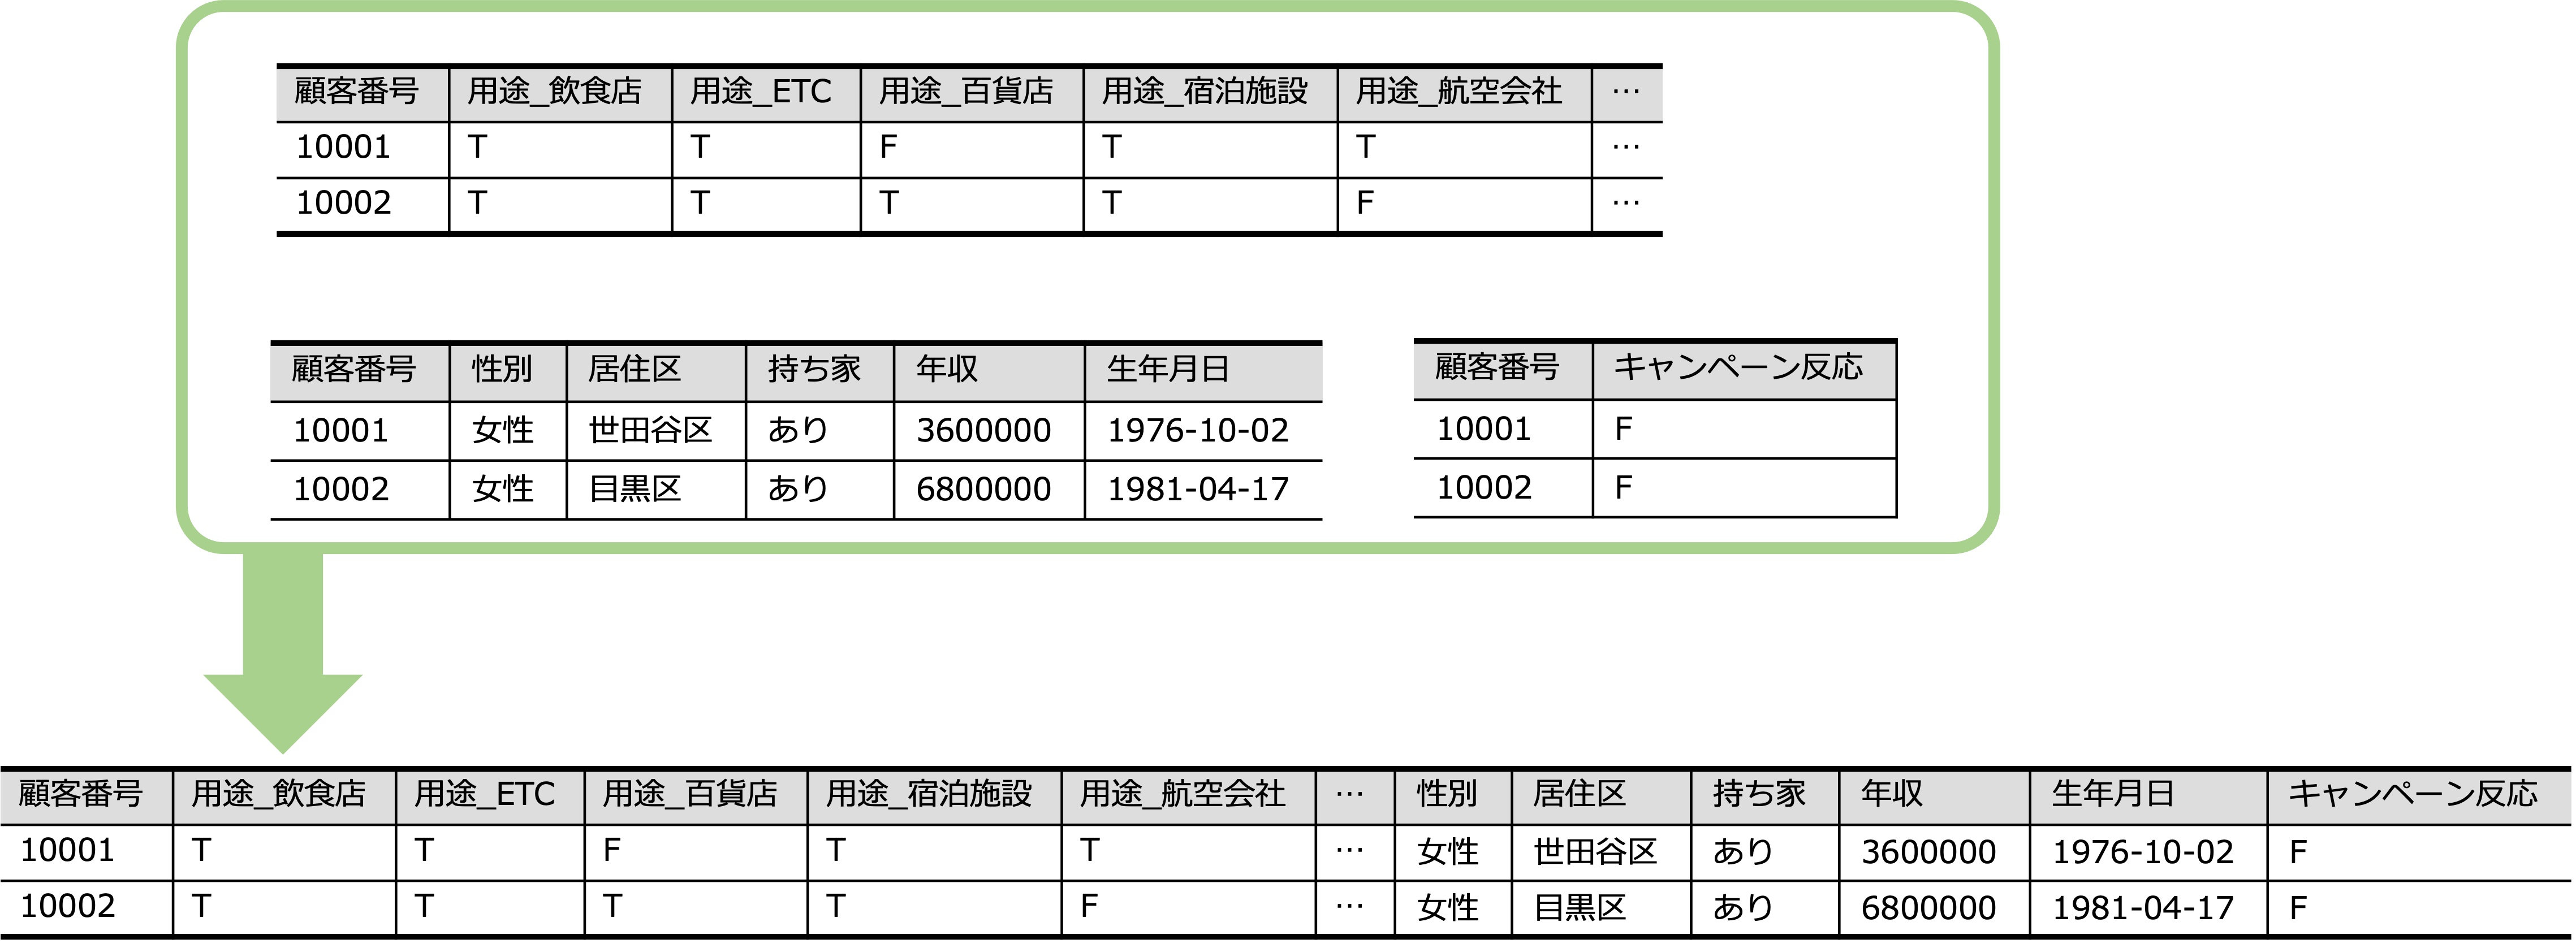 顧客番号 用途_飲食店 用途_ETC 用途_百貨店 用途_宿泊施設 用途_航空会社 …
10001 T T F T T …
10002 T T T T F …
顧客番号 性別 居住区 持ち家 年収 生年月日
10001 女性 世田谷区 あり 3600000 1976-10-02
10002 女性 目黒区 あり 6800000 1981-04-17
顧客番号 キャンペーン反応
10001 F
10002 F
顧客番号 用途_飲食店 用途_ETC 用途_百貨店 用途_宿泊施設 用途_航空会社 … 性別 居住区 持ち家 年収 生年月日 キャンペーン反応
10001 T T F T T … 女性 世田谷区 あり 3600000 1976-10-02 F
10002 T T T T F … 女性 目黒区 あり 6800000 1981-04-17 F